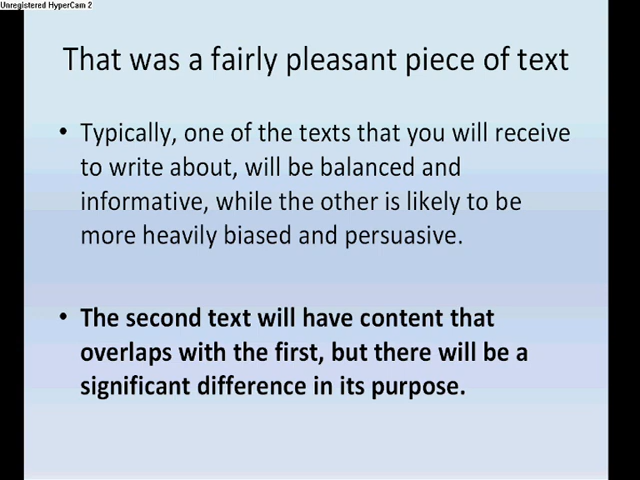 Unregistered HyperCam 2
That was a fairly pleasant piece of text
• Typically, one of the texts that you will receive
to write about, will be balanced and
informative, while the other is likely to be
more heavily biased and persuasive.
• The second text will have content that
overlaps with the first, but there will be a
significant difference in its purpose.